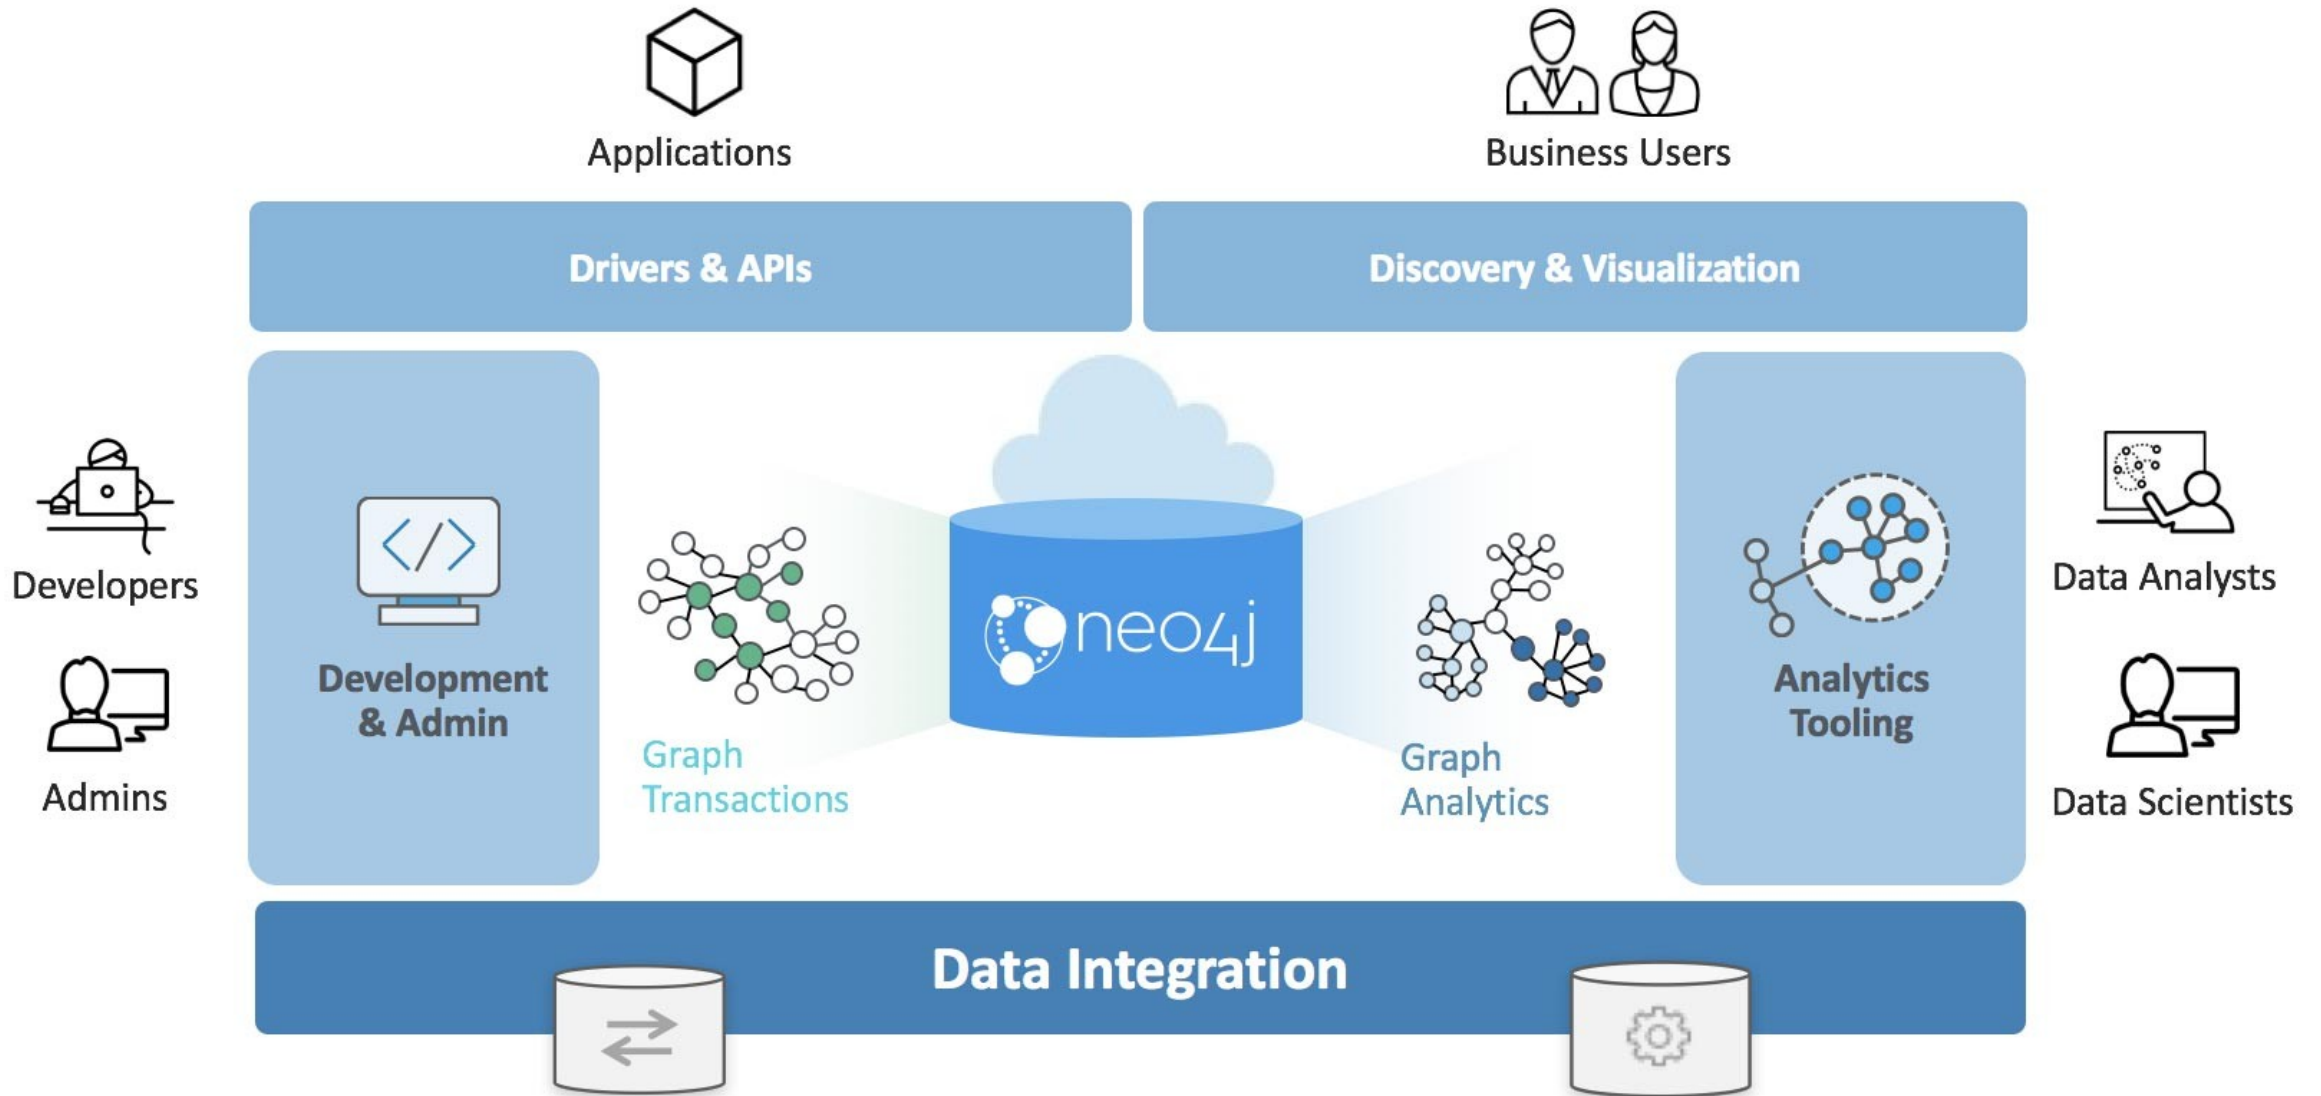 Applications
Business Users
Drivers & APIs
Discovery & Visualization
Developers
Admins
Development
& Admin
Graph
Transactions
neo4j
Graph
Analytics
Analytics
Tooling
Data Analysts
Data Scientists
Data Integration